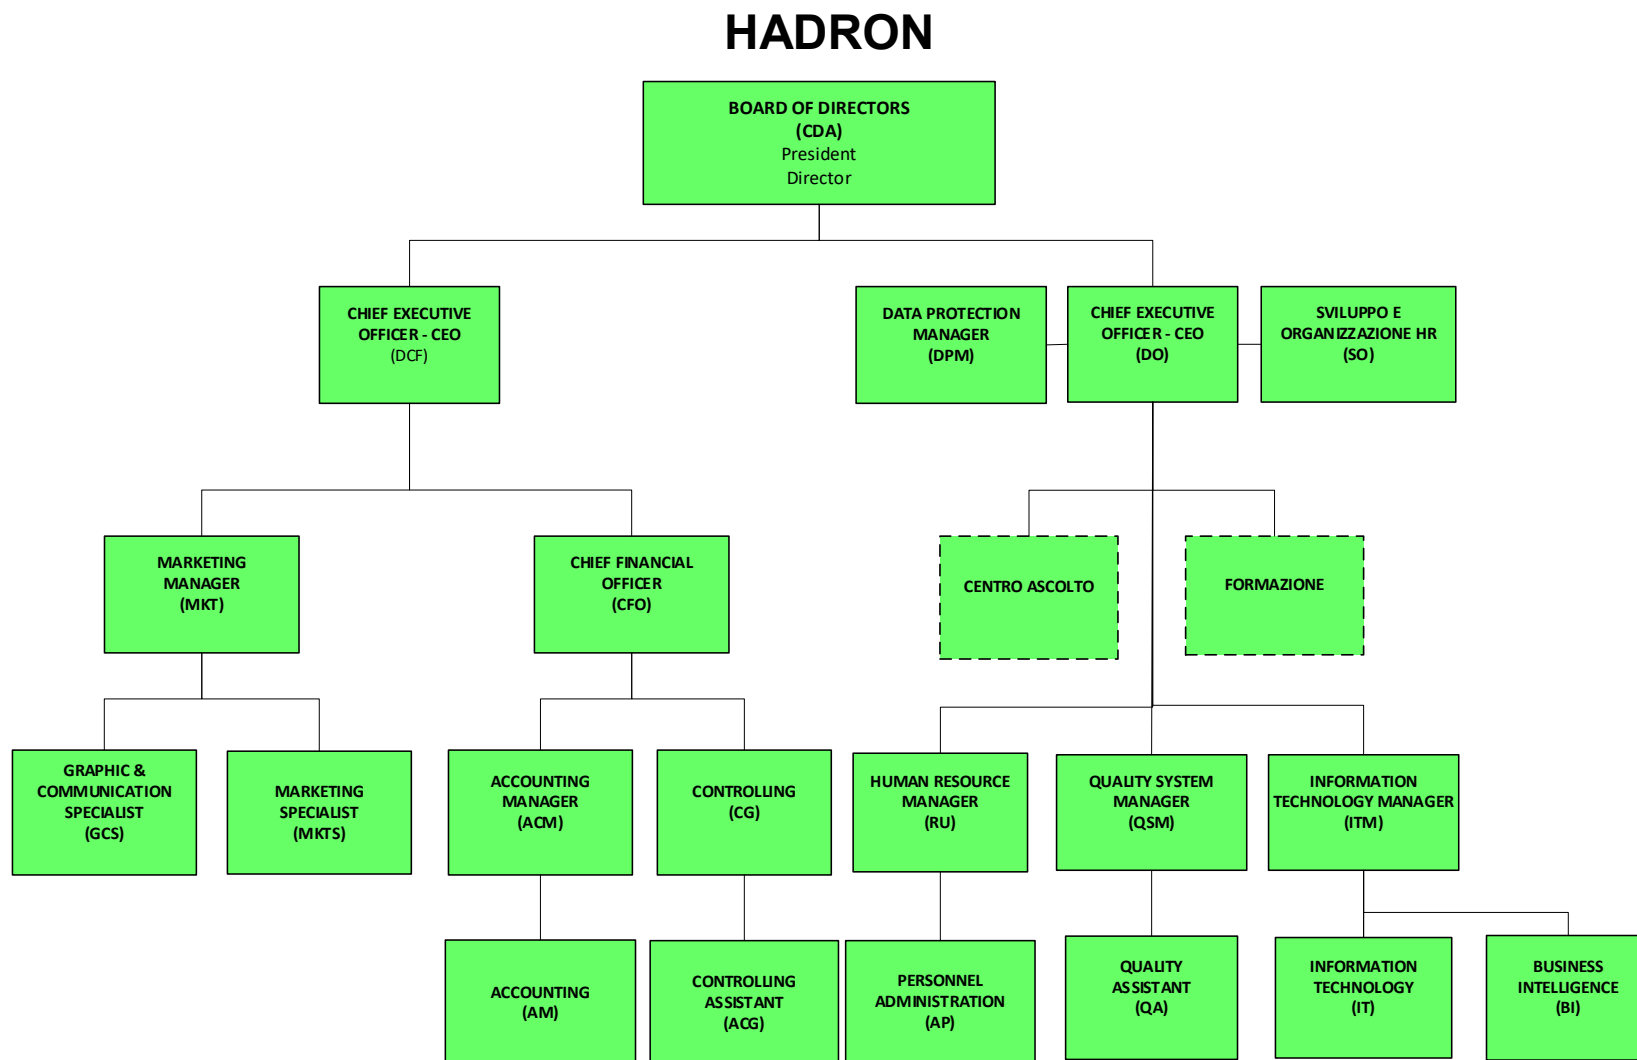 HADRON
BOARD OF DIRECTORS
(CDA)
President
Director
CHIEF EXECUTIVE
OFFICER - CEO
(DCF)
DATA PROTECTION
MANAGER
(DPM)
CHIEF EXECUTIVE
OFFICER - CEO
(DO)
SVILUPPO E
ORGANIZZAZIONE HR
(SO)
MARKETING
MANAGER
(MKT)
CHIEF FINANCIAL
OFFICER
(CFO)
CENTRO ASCOLTO
FORMAZIONE
GRAPHIC &
COMMUNICATION
SPECIALIST
(GCS)
MARKETING
SPECIALIST
(MKTS)
ACCOUNTING
MANAGER
(ACM)
CONTROLLING
(CG)
HUMAN RESOURCE
MANAGER
(RU)
QUALITY SYSTEM
MANAGER
(QSM)
INFORMATION
TECHNOLOGY MANAGER
(ITM)
ACCOUNTING
(AM)
CONTROLLING
ASSISTANT
(ACG)
PERSONNEL
ADMINISTRATION
(AP)
QUALITY
ASSISTANT
(QA)
INFORMATION
TECHNOLOGY
(IT)
BUSINESS
INTELLIGENCE
(BI)